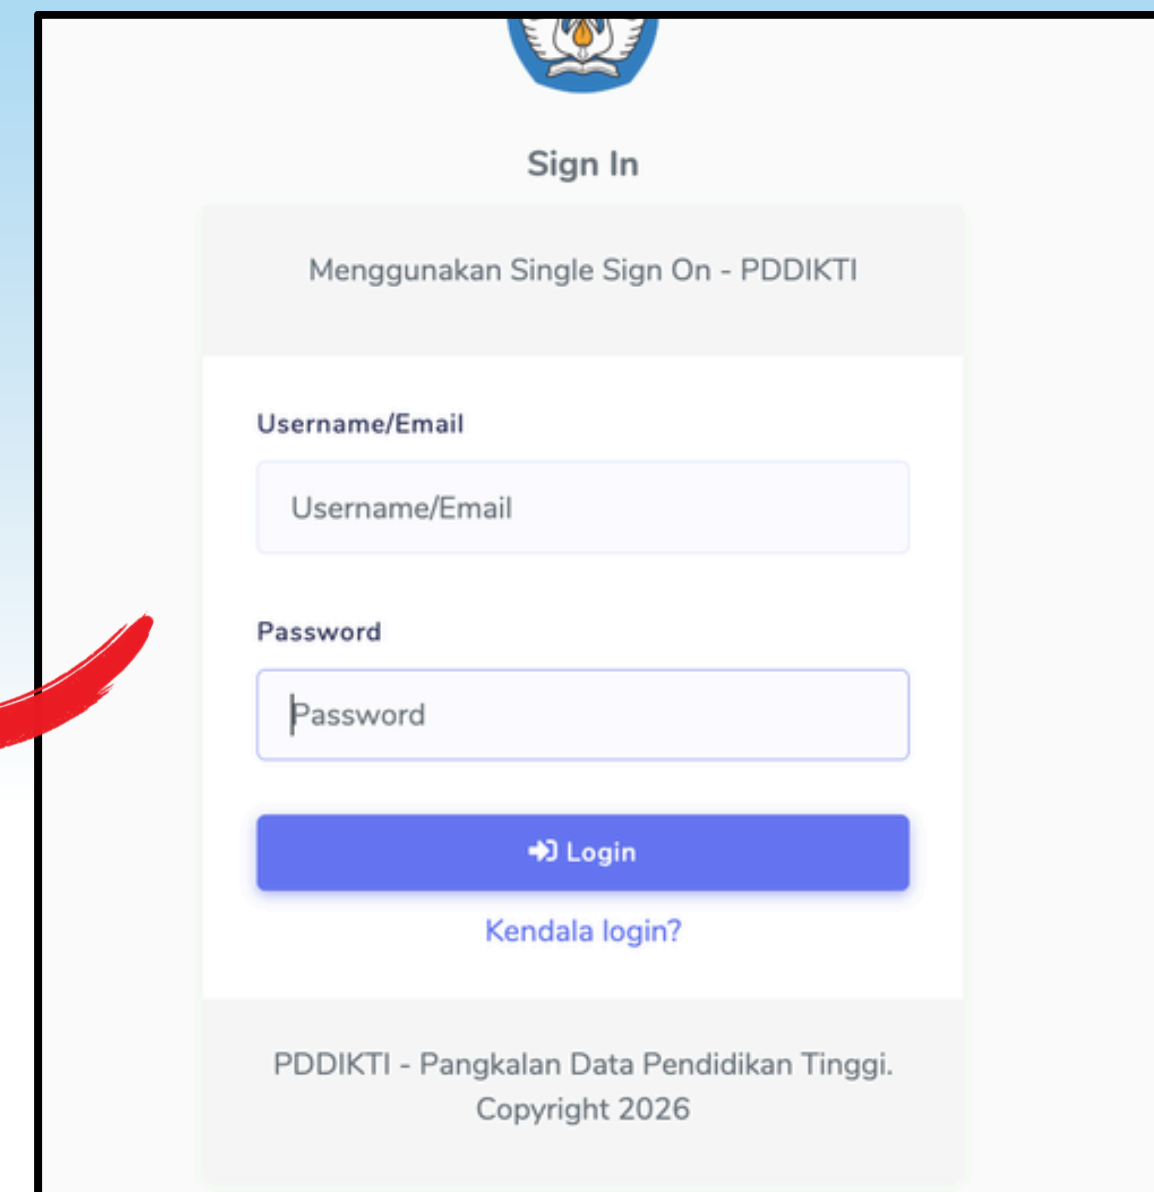 Sign In
Menggunakan Single Sign On - PDDIKTI
Username/Email
Username/Email
Password
Password
Login
Kendala login?
PDDIKTI - Pangkalan Data Pendidikan Tinggi.
Copyright 2026